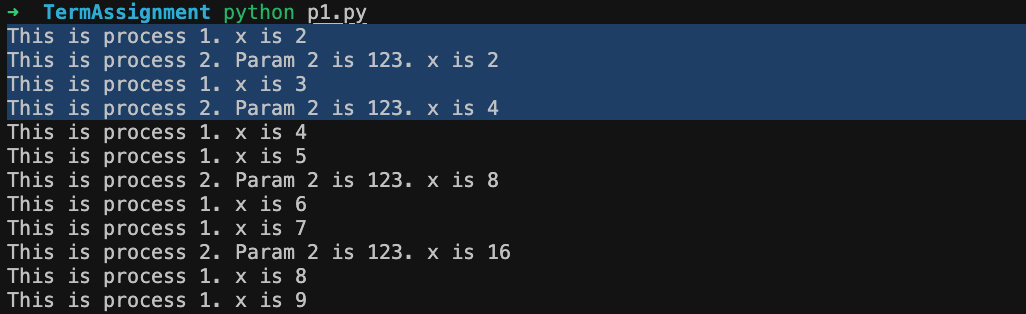 → TermAssignment python p1.py
This is process 1. x is 2
This is process 2. Param 2 is 123. x is 2
This is process 1. x is 3
This is process 2. Param 2 is 123. x is 4
This is process 1. x is 4
This is process 1. x is 5
This is process 2. Param 2 is 123. x is 8
This is process 1. x is 6
This is process 1. x is 7
This is process 2. Param 2 is 123. x is 16
This is process 1. x is 8
This is process 1. x is 9